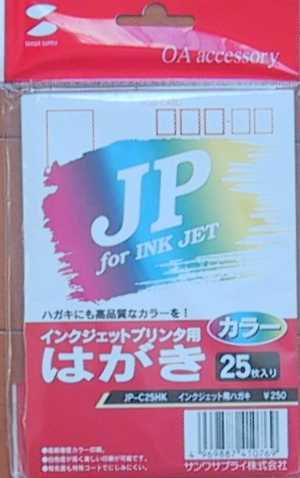 SANWA SUPPLY
OA accessory
JP
for INK JET
ハガキにも高品質なカラーを！
インクジェットプリンタ用
カラー
はがき
25枚入り
JP-C25HK インクジェット用ハガキ ¥250
4969887410769
サンワサプライ株式会社